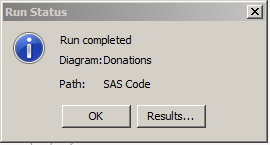 Run Status
Run completed
Diagram:Donations
Path: SAS Code
OK Results...